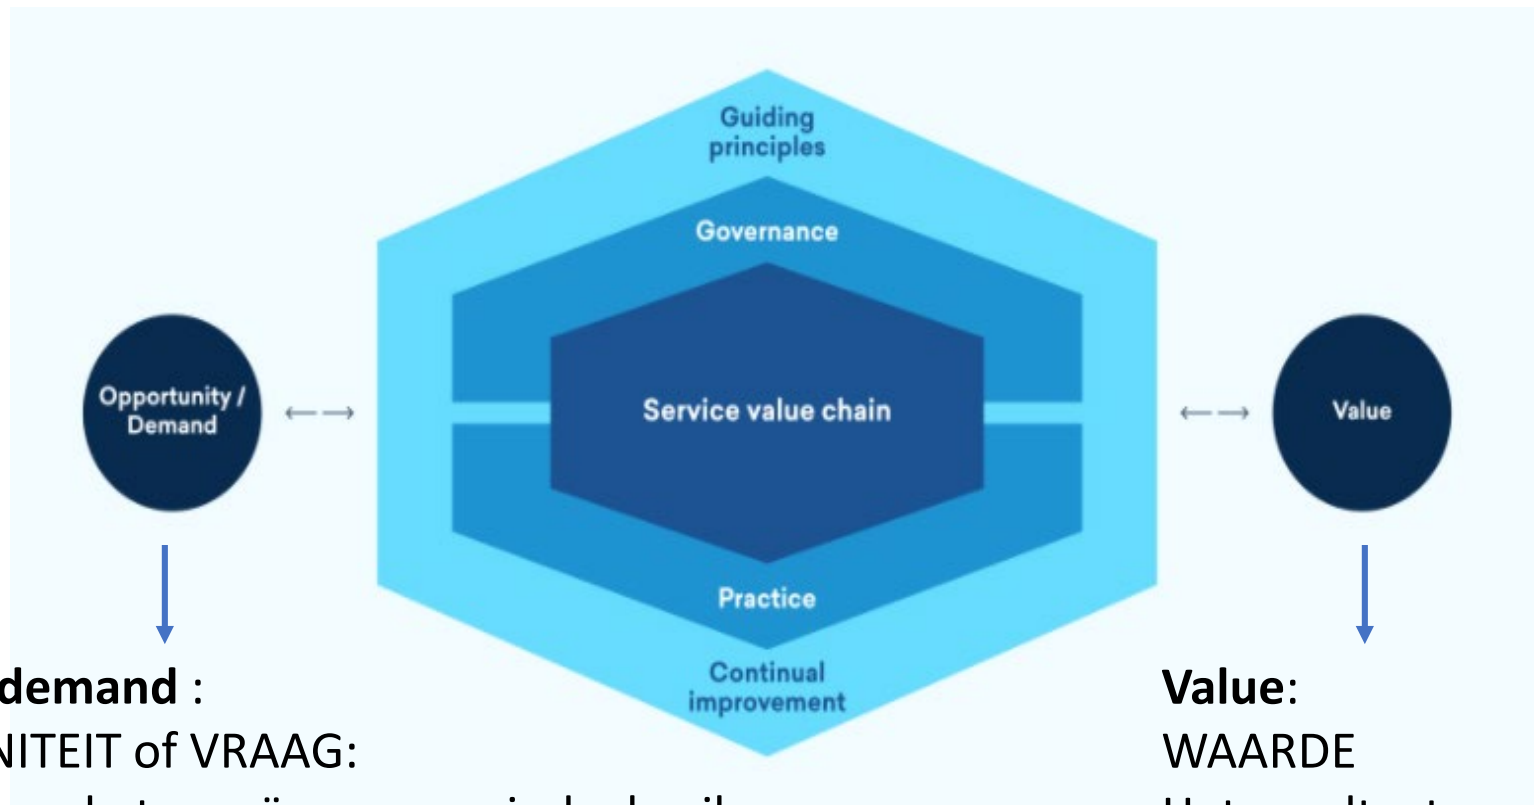 Guiding
principles
Governance
Opportunity /
Demand
Service value chain
Value
Practice
Continual
improvement
demand :
NITEIT of VRAAG:
Value:
WAARDE